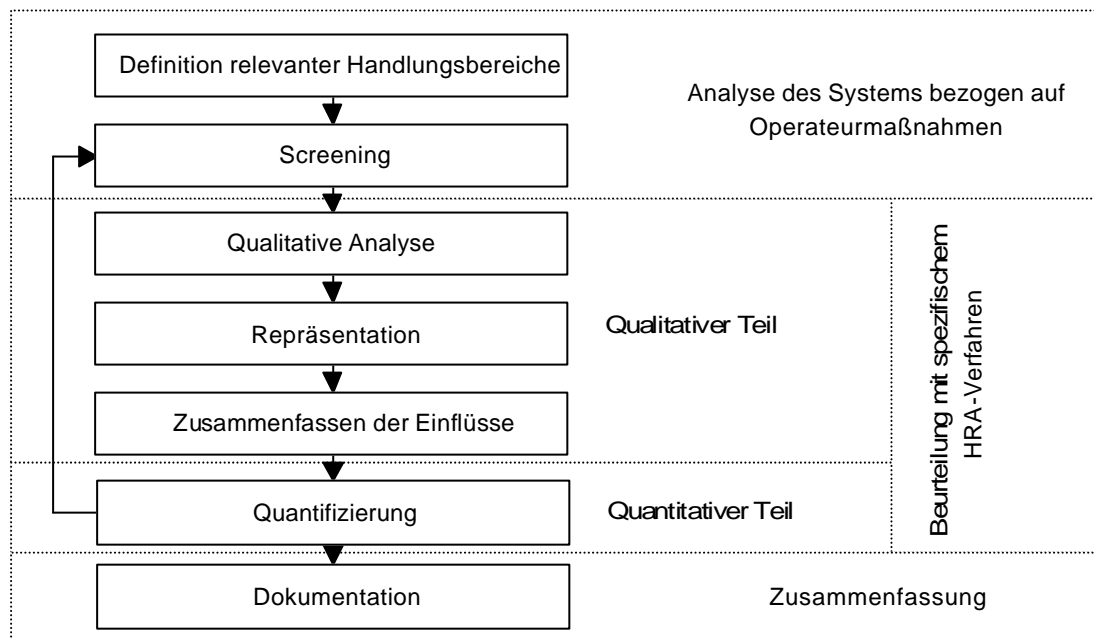 Definition relevanter Handlungsbereiche
Analyse des Systems bezogen auf
Operateurmaßnahmen
Screening
Qualitative Analyse
Repräsentation
Qualitativer Teil
Zusammenfassen der Einflüsse
Beurteilung mit spezifischem
HRA-Verfahren
Quantifizierung
Quantitativer Teil
Dokumentation
Zusammenfassung